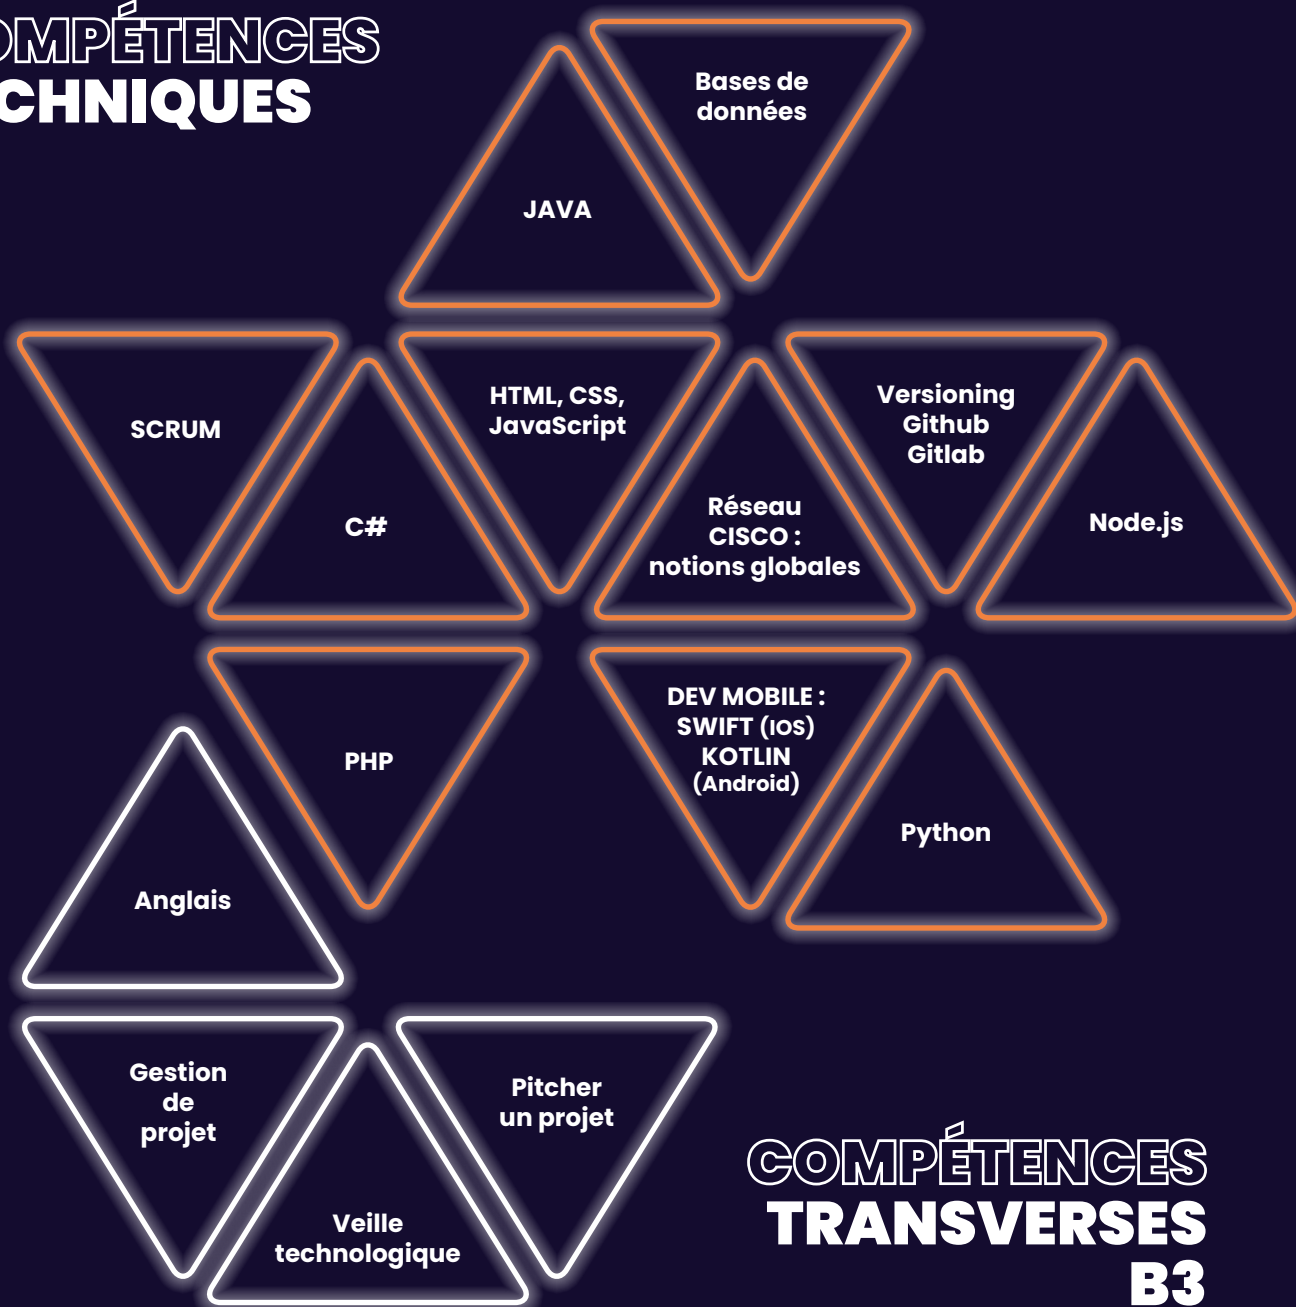 OMPÉTENCES
CHNIQUES
Bases de
données
JAVA
SCRUM
C#
HTML, CSS,
JavaScript
Réseau
CISCO :
notions globales
Versioning
Github
Gitlab
Node.js
PHP
DEV MOBILE :
SWIFT (IOS)
KOTLIN
(Android)
Python
Anglais
Gestion
de
projet
Veille
technologique
Pitcher
un projet
COMPÉTENCES
TRANSVERSES
B3